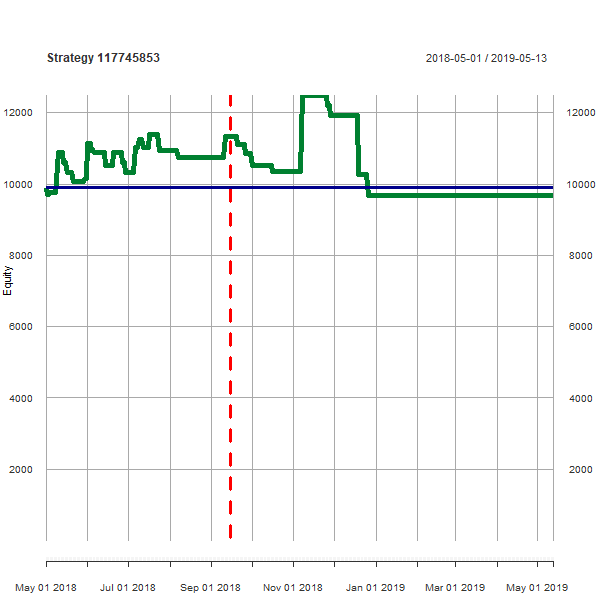 Strategy 117745853
2018-05-01 / 2019-05-13
12000
12000
10000
10000
8000
8000
6000
6000
4000
4000
2000
2000
Equity
May 01 2018
Jul 01 2018
Sep 01 2018
Nov 01 2018
Jan 01 2019
Mar 01 2019
May 01 2019